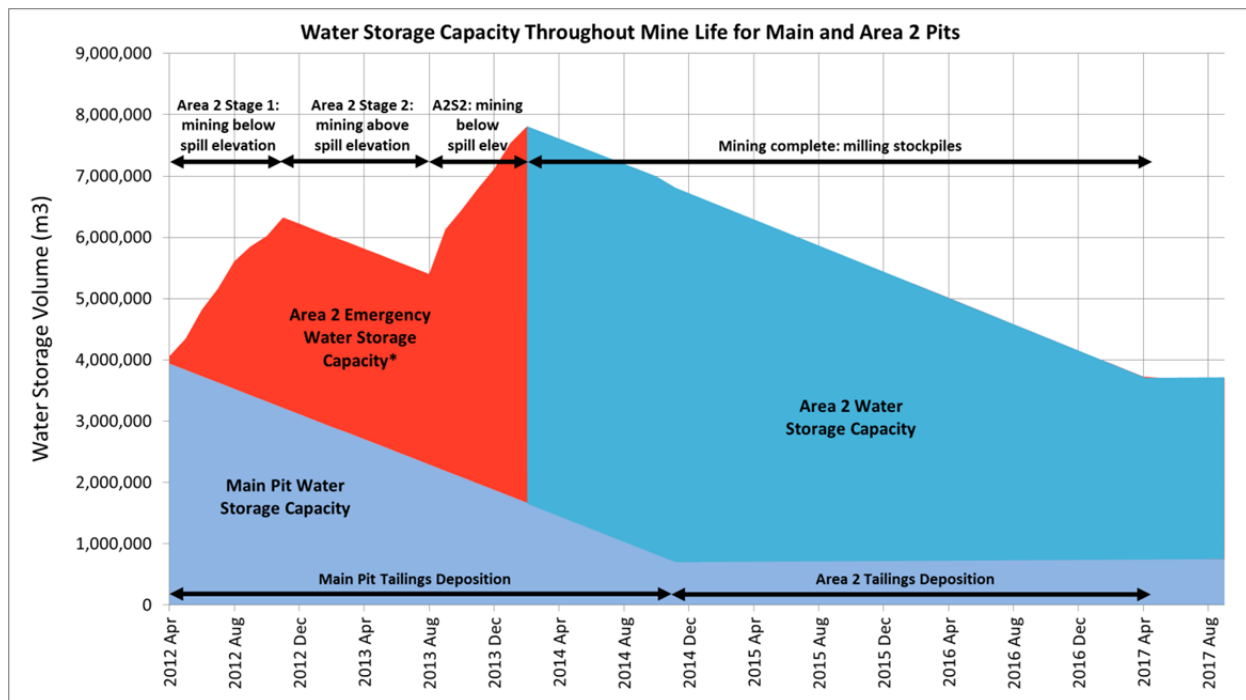 Water Storage Capacity Throughout Mine Life for Main and Area 2 Pits
Water Storage Volume (m3)
9,000,000
8,000,000
7,000,000
6,000,000
5,000,000
4,000,000
3,000,000
2,000,000
1,000,000
0
Area 2 Stage 1:
mining below
spill elevation
Area 2 Stage 2:
mining above
spill elevation
A2S2: mining
below
spill elev
Mining complete: milling stockpiles
Area 2 Emergency
Water Storage
Capacity*
Area 2 Water
Storage Capacity
Main Pit Water
Storage Capacity
Main Pit Tailings Deposition
Area 2 Tailings Deposition
2012 Apr
2012 Aug
2012 Dec
2013 Apr
2013 Aug
2013 Dec
2014 Apr
2014 Aug
2014 Dec
2015 Apr
2015 Aug
2015 Dec
2016 Apr
2016 Aug
2016 Dec
2017 Apr
2017 Aug